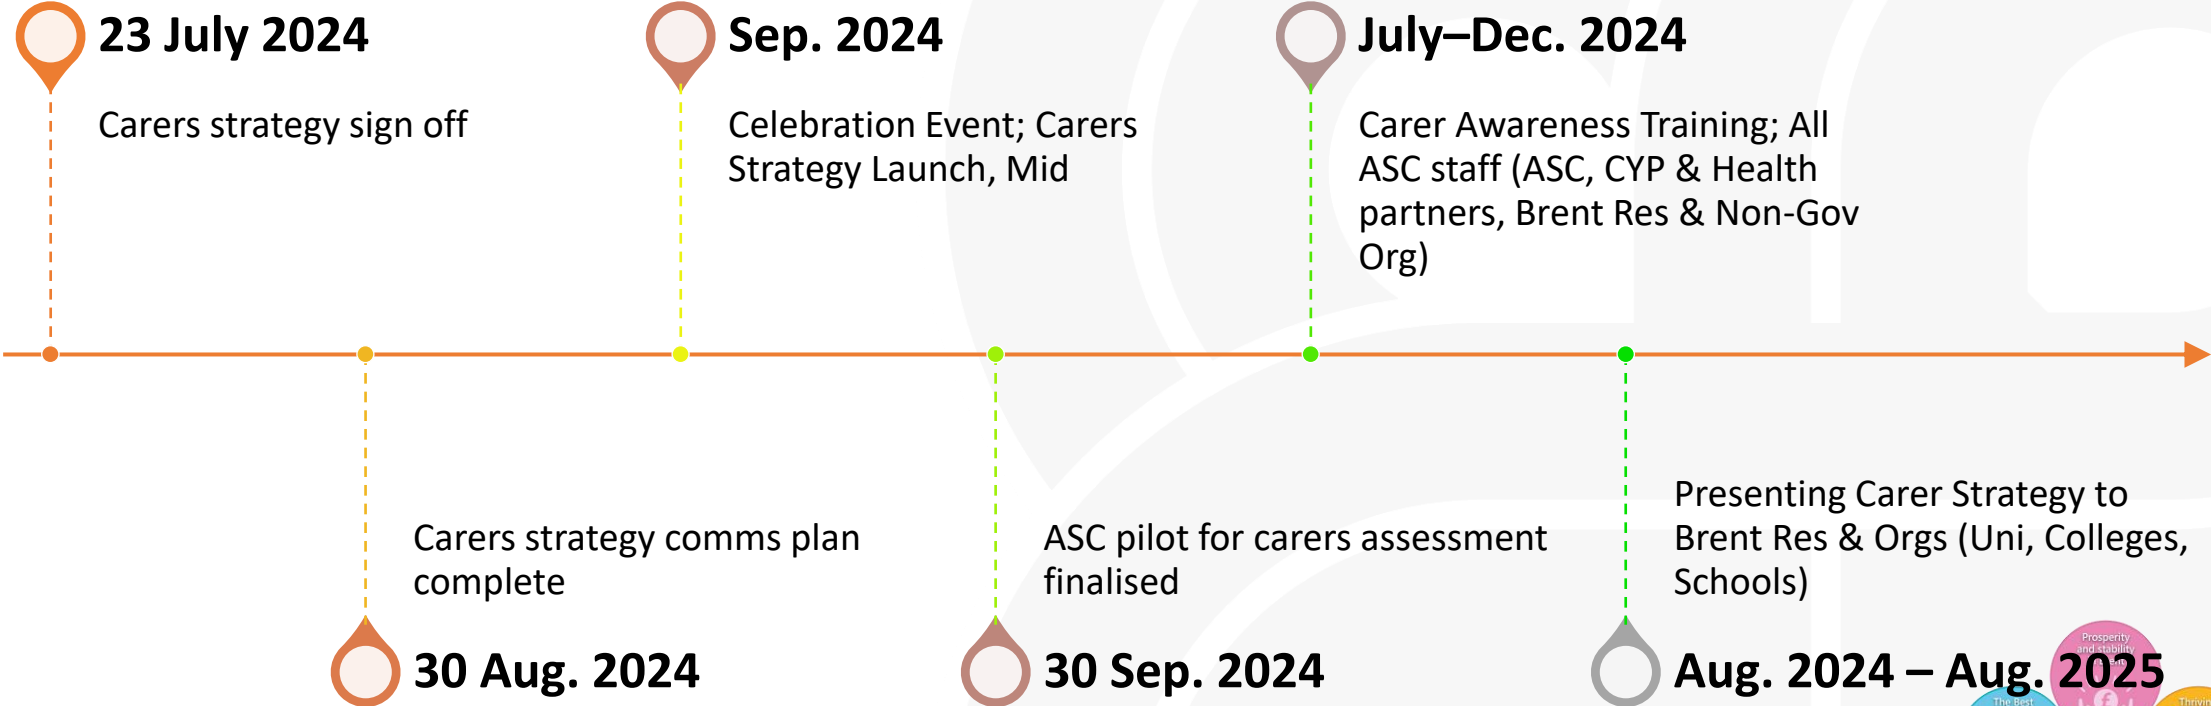 23 July 2024
Carers strategy sign off
Sep. 2024
Celebration Event; Carers
Strategy Launch, Mid
July–Dec. 2024
Carer Awareness Training; All
ASC staff (ASC, CYP & Health
partners, Brent Res & Non-Gov
Org)
Carers strategy comms plan
complete
30 Aug. 2024
ASC pilot for carers assessment
finalised
30 Sep. 2024
Presenting Carer Strategy to
Brent Res & Orgs (Uni, Colleges,
Schools)
Aug. 2024 – Aug. 2025
Prosperity
and stability
The Best